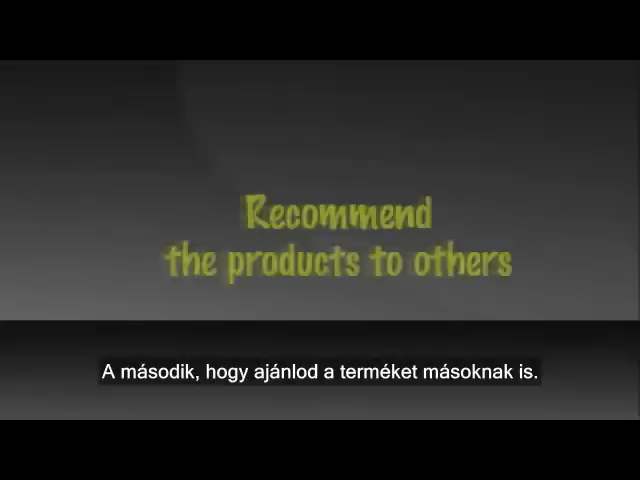 Recommend
the products to others
A második, hogy ajánlod a terméket másoknak is.